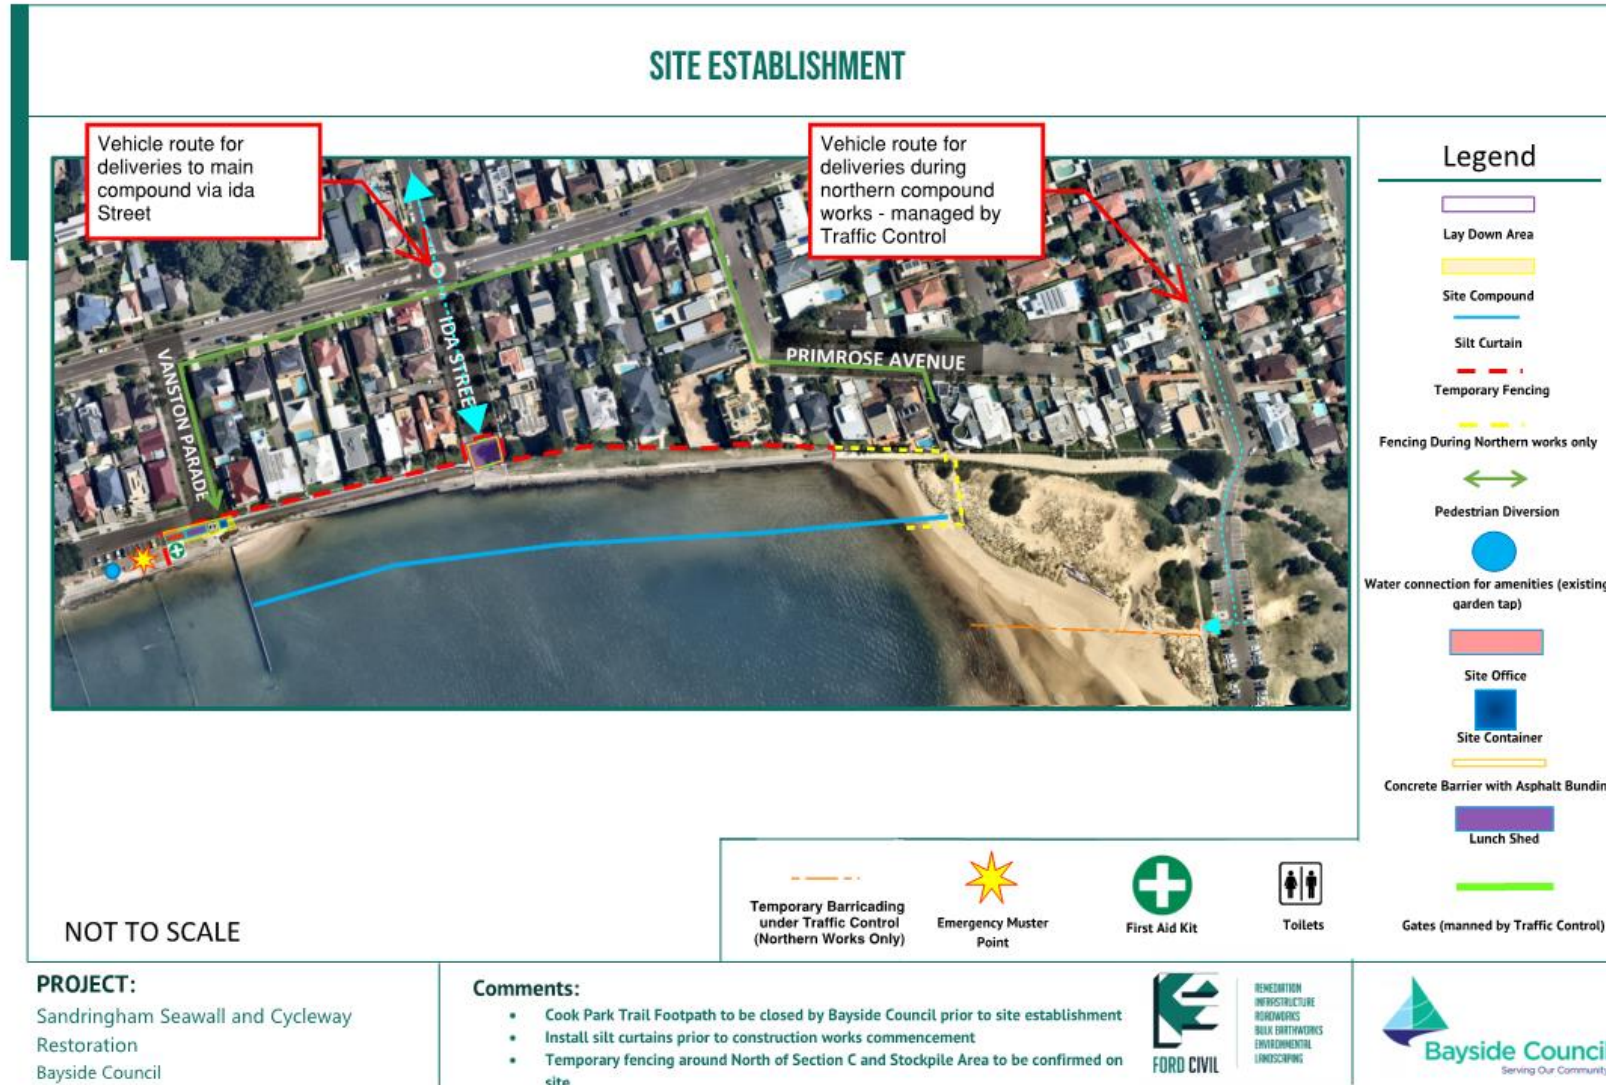 SITE ESTABLISHMENT
Vehicle route for
deliveries to main
compound via ida
Street
Vehicle route for
deliveries during
northern compound
works - managed by
Traffic Control
VANSTON PARADE
IDA STREET
PRIMROSE AVENUE
Legend
Lay Down Area
Site Compound
Silt Curtain
Temporary Fencing
Fencing During Northern works only
Pedestrian Diversion
Water connection for amenities (existing
garden tap)
Site Office
Site Container
Concrete Barrier with Asphalt Bundin
Lunch Shed
Gates (manned by Traffic Control)
Temporary Barricading
under Traffic Control
(Northern Works Only)
Emergency Muster
Point
First Aid Kit
Toilets
NOT TO SCALE
PROJECT:
Sandringham Seawall and Cycleway
Restoration
Bayside Council
Comments:
• Cook Park Trail Footpath to be closed by Bayside Council prior to site establishment
• Install silt curtains prior to construction works commencement
• Temporary fencing around North of Section C and Stockpile Area to be confirmed on
site
FORD CIVIL
REMEDIATION
INFRASTRUCTURE
ROADWORKS
BULK EARTHWORKS
ENVIRONMENTAL
LANDSCAPING
Bayside Council
Serving Our Community